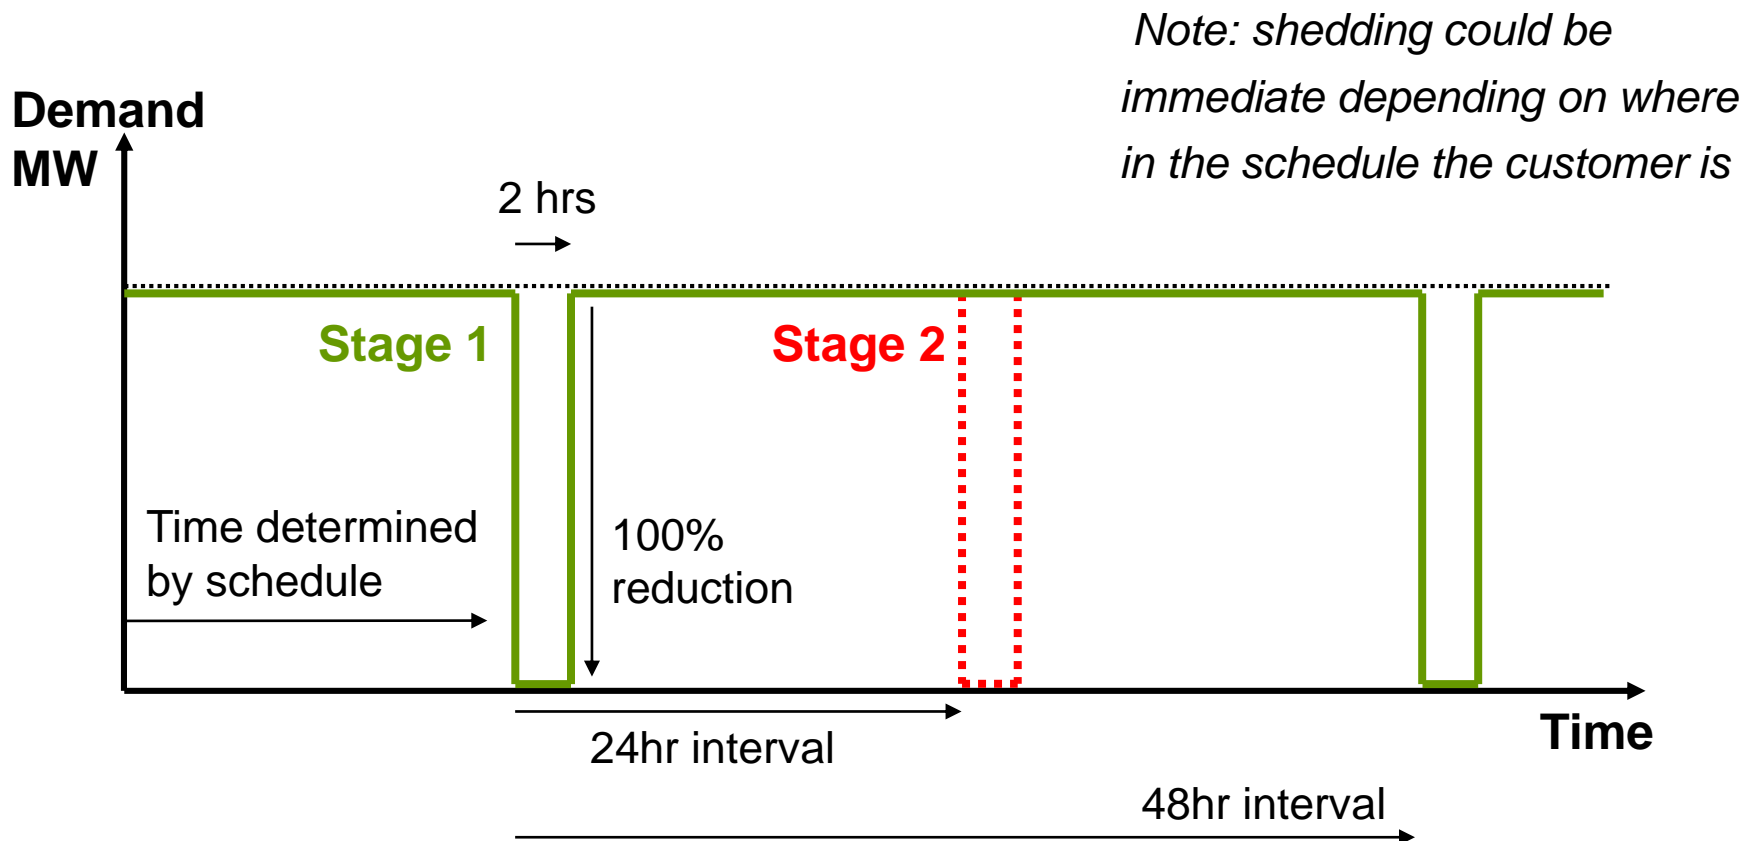 Note: shedding could be
immediate depending on where
in the schedule the customer is
Demand
MW
2 hrs
Stage 1
Stage 2
Time determined
by schedule
100%
reduction
Time
24hr interval
48hr interval